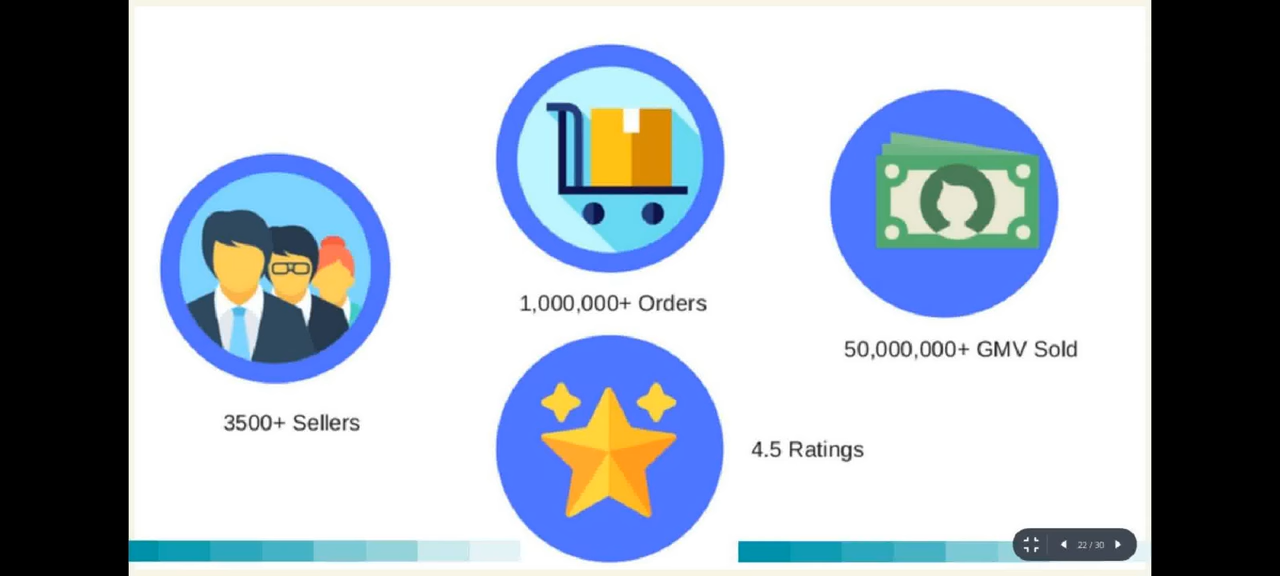 1,000,000+ Orders
50,000,000+ GMV Sold
3500+ Sellers
4.5 Ratings
22 / 30